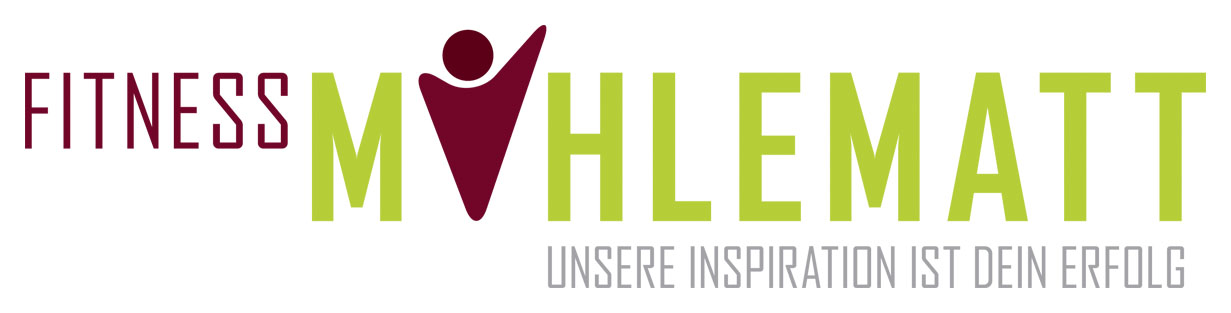 FITNESS MÜHLEMATT
UNSERE INSPIRATION IST DEIN ERFOLG